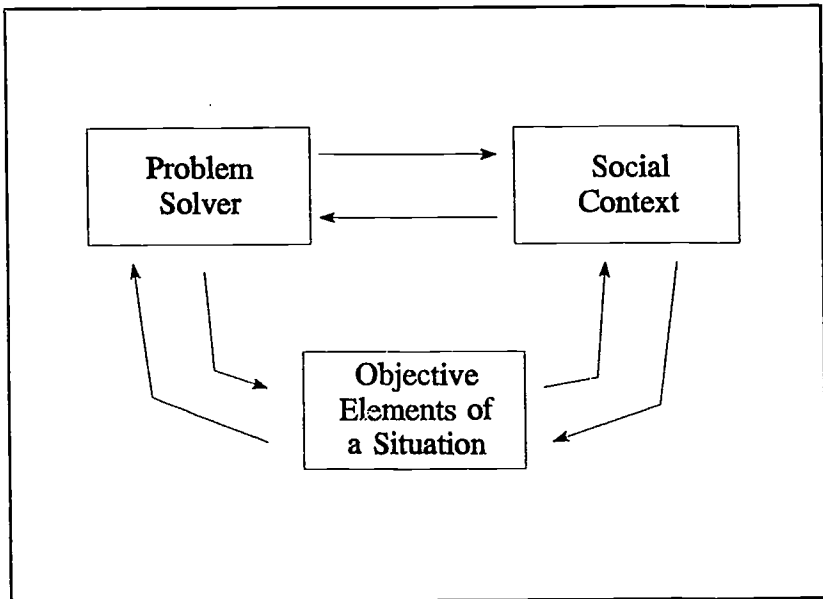 Problem
Solver
Social
Context
Objective
Elements of
a Situation